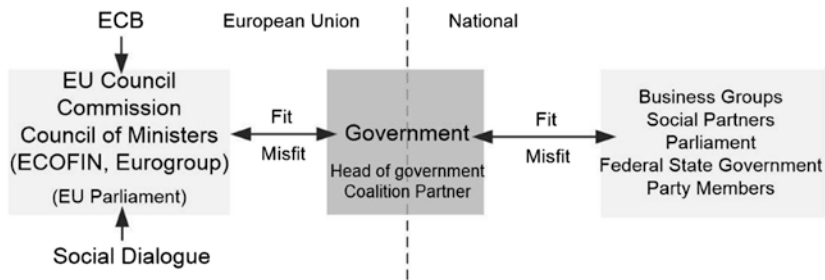 ECB
European Union
National
EU Council
Commission
Council of Ministers
(ECOFIN, Eurogroup)
(EU Parliament)
Social Dialogue
Fit
Misfit
Government
Head of government
Coalition Partner
Fit
Misfit
Business Groups
Social Partners
Parliament
Federal State Government
Party Members